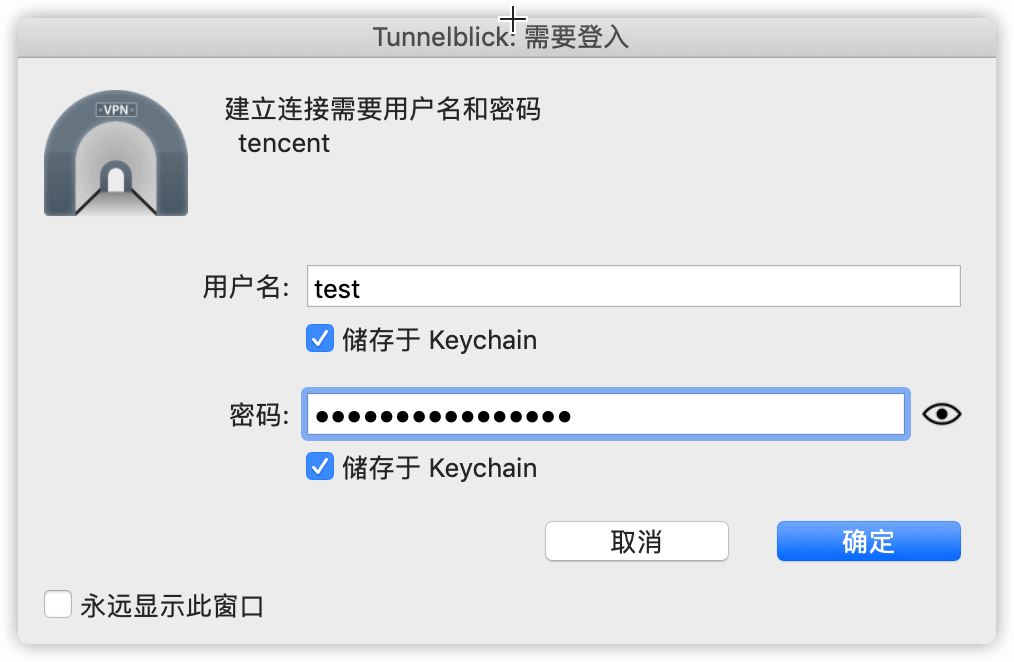 Tunnelblick: 需要登入
VPN
建立连接需要用户名和密码
tencent
用户名: test
储存于 Keychain
密码: ●●●●●●●●●●●●●●●●
储存于 Keychain
取消 确定
永远显示此窗口